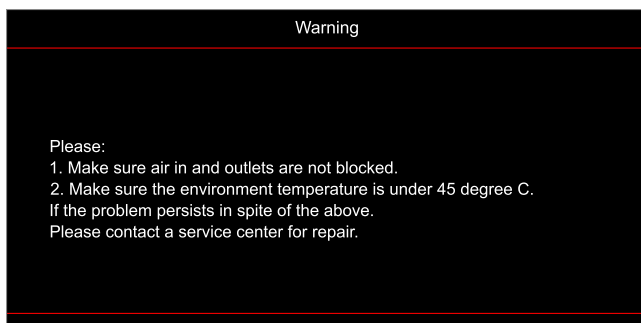 Warning
Please:
1. Make sure air in and outlets are not blocked.
2. Make sure the environment temperature is under 45 degree C.
If the problem persists in spite of the above.
Please contact a service center for repair.